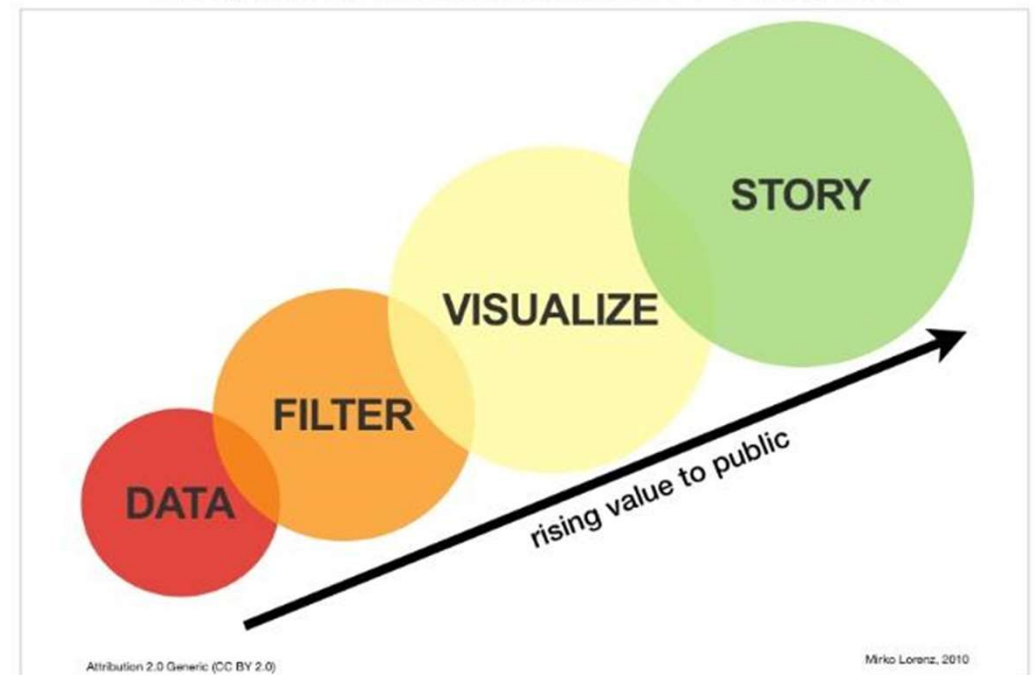 STORY
VISUALIZE
FILTER
DATA
rising value to public
Attribution 2.0 Generic (CC BY 2.0)
Mirko Lorenz, 2010